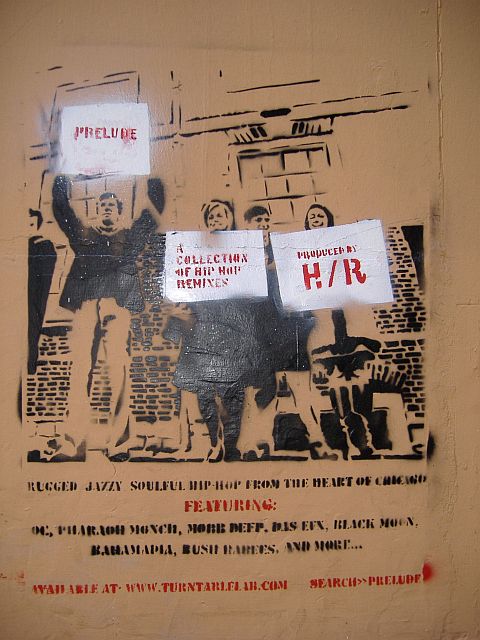 PRELUDE
A
COLLECTION
OF HIP HOP
REMIXES
PRODUCED BY
H/R
RUGGED JAZZY SOULFUL HIP-HOP FROM THE HEART OF CHICAGO
FEATURING:
OC, PHARAOH MONCH, MOBB DEEP, DAS EFX, BLACK MOON,
BAHAMADIA, BUSH BABEES, AND MORE...
AVAILABLE AT- WWW.TURNTABLELAB.COM SEARCH>>PRELUDE